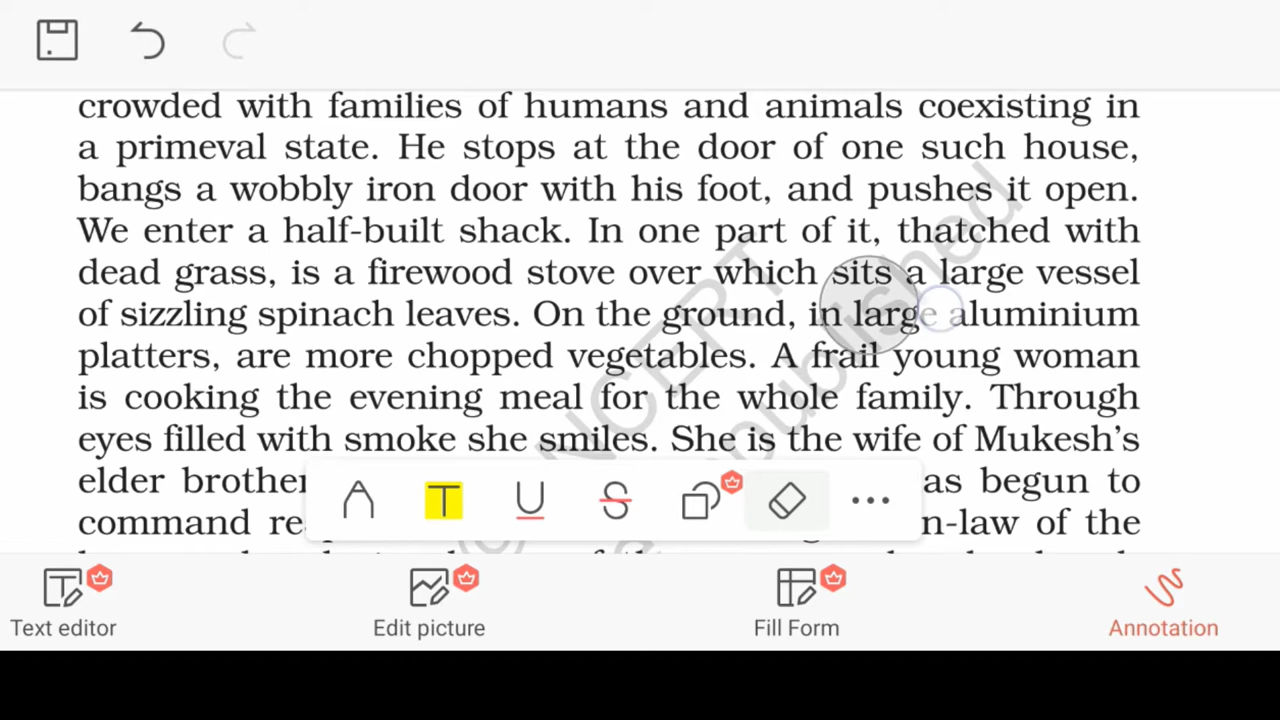 crowded with families of humans and animals coexisting in
a primeval state. He stops at the door of one such house,
bangs a wobbly iron door with his foot, and pushes it open.
We enter a half-built shack. In one part of it, thatched with
dead grass, is a firewood stove over which sits a large vessel
of sizzling spinach leaves. On the ground, in large aluminium
platters, are more chopped vegetables. A frail young woman
is cooking the evening meal for the whole family. Through
eyes filled with smoke she smiles. She is the wife of Mukesh's
elder brother as begun to
command re n-law of the
© NCERT
published
Text editor
Edit picture
Fill Form
Annotation